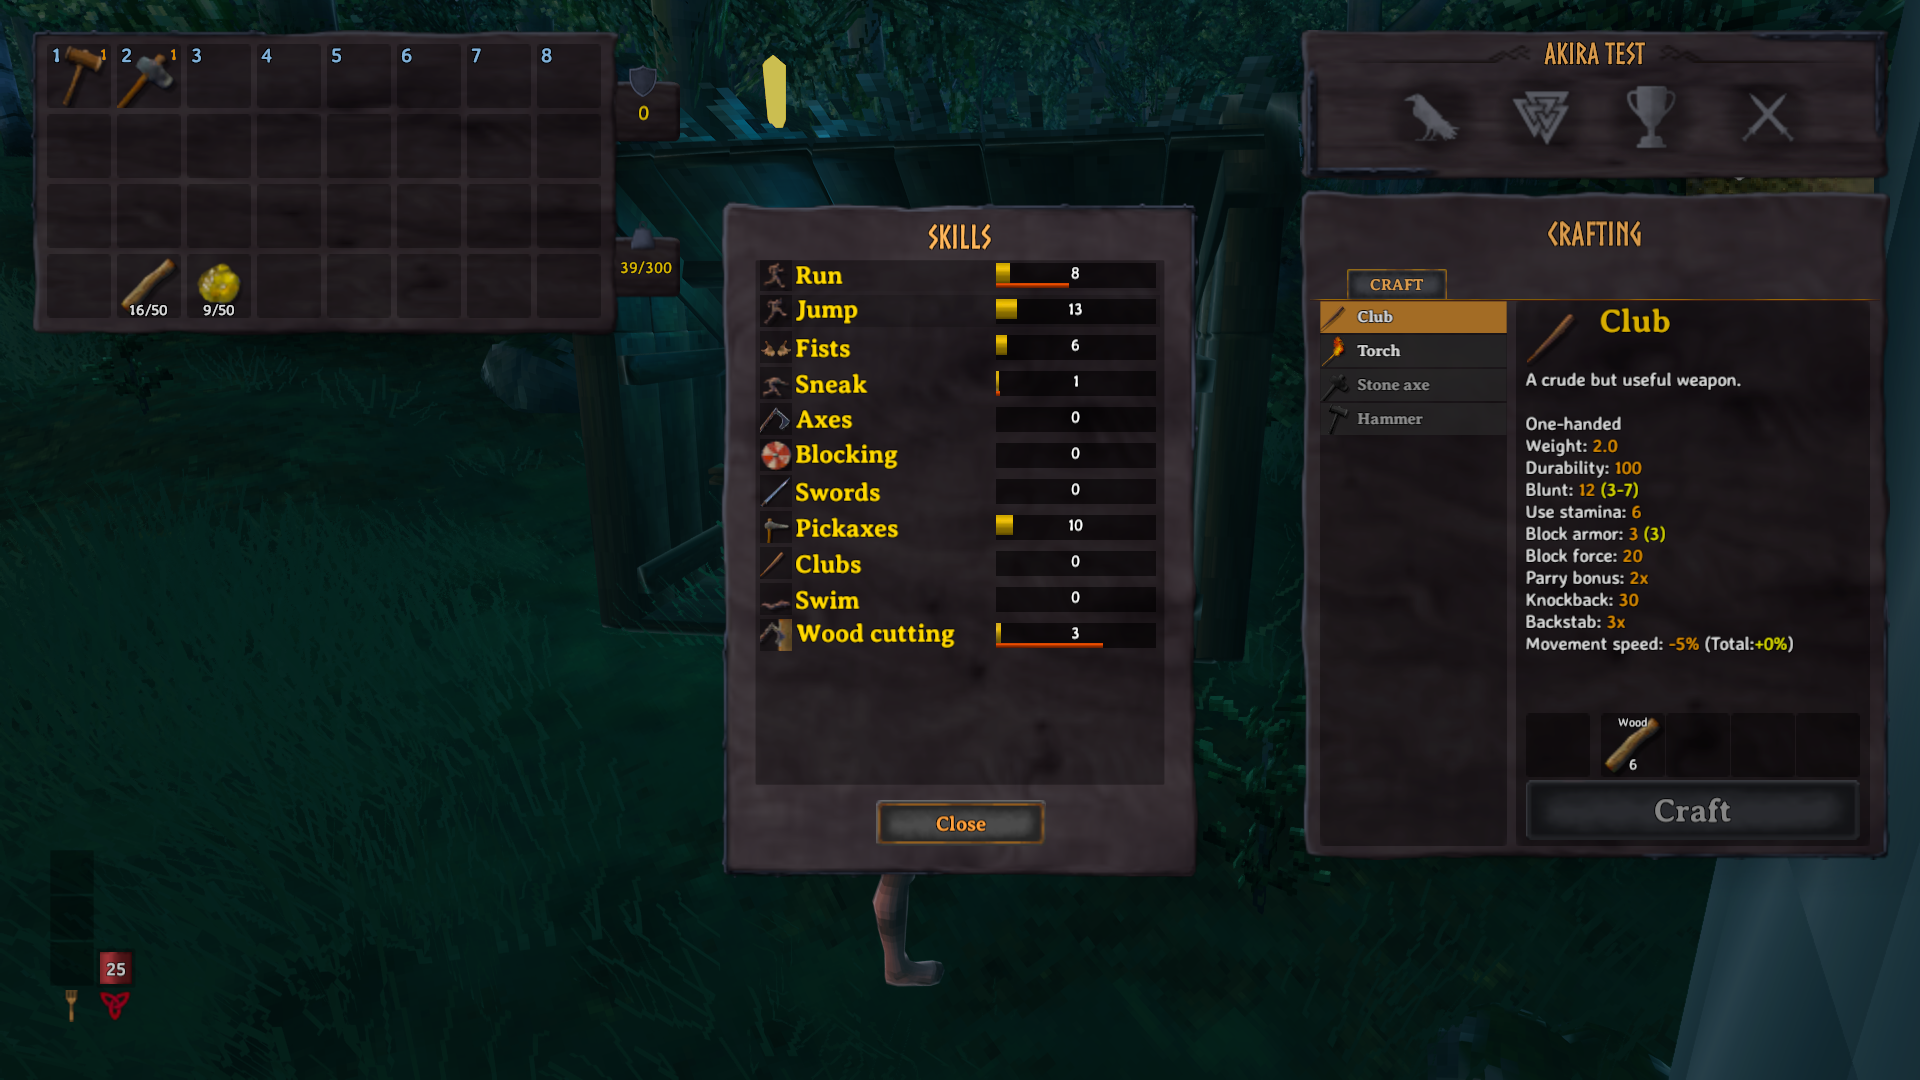 1 1 2 1 3 4 5 6 7 8
0
39/300
16/50 9/50
25
SKILLS
Run 8
Jump 13
Fists 6
Sneak 1
Axes 0
Blocking 0
Swords 0
Pickaxes 10
Clubs 0
Swim 0
Wood cutting 3
Close
AKIRA TEST
CRAFTING
CRAFT
Club
Torch
Stone axe
Hammer
Club
A crude but useful weapon.
One-handed
Weight: 2.0
Durability: 100
Blunt: 12 (3-7)
Use stamina: 6
Block armor: 3 (3)
Block force: 20
Parry bonus: 2x
Knockback: 30
Backstab: 3x
Movement speed: -5% (Total:+0%)
Wood
6
Craft